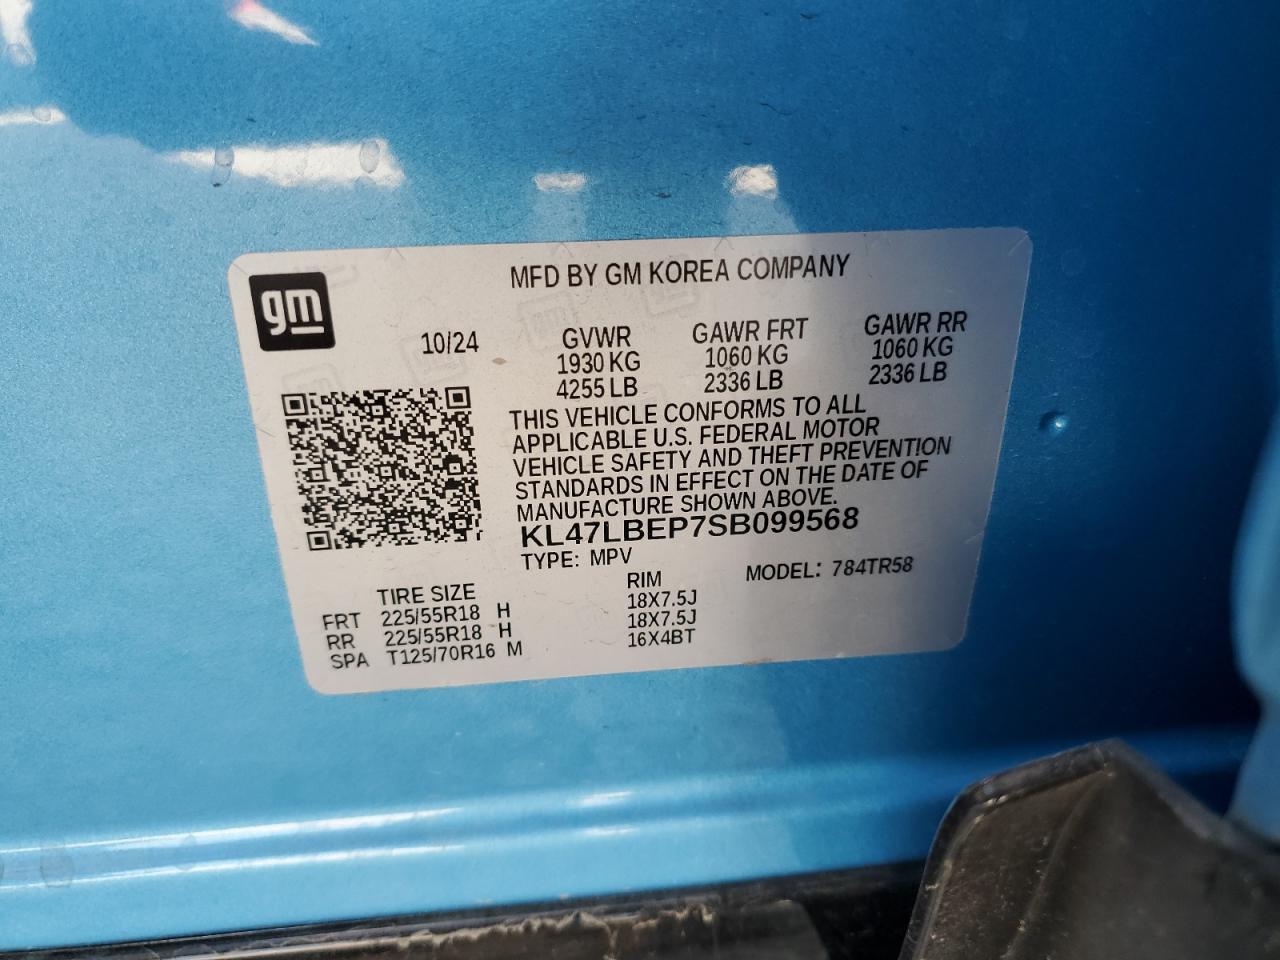 MFD BY GM KOREA COMPANY
gm
10/24 GVWR GAWR FRT GAWR RR
1930 KG 1060 KG 1060 KG
4255 LB 2336 LB 2336 LB
THIS VEHICLE CONFORMS TO ALL
APPLICABLE U.S. FEDERAL MOTOR
VEHICLE SAFETY AND THEFT PREVENTION
STANDARDS IN EFFECT ON THE DATE OF
MANUFACTURE SHOWN ABOVE.
KL47LBEP7SB099568
TYPE: MPV MODEL: 784TR58
TIRE SIZE RIM
FRT 225/55R18 H 18X7.5J
RR 225/55R18 H 18X7.5J
SPA T125/70R16 M 16X4BT